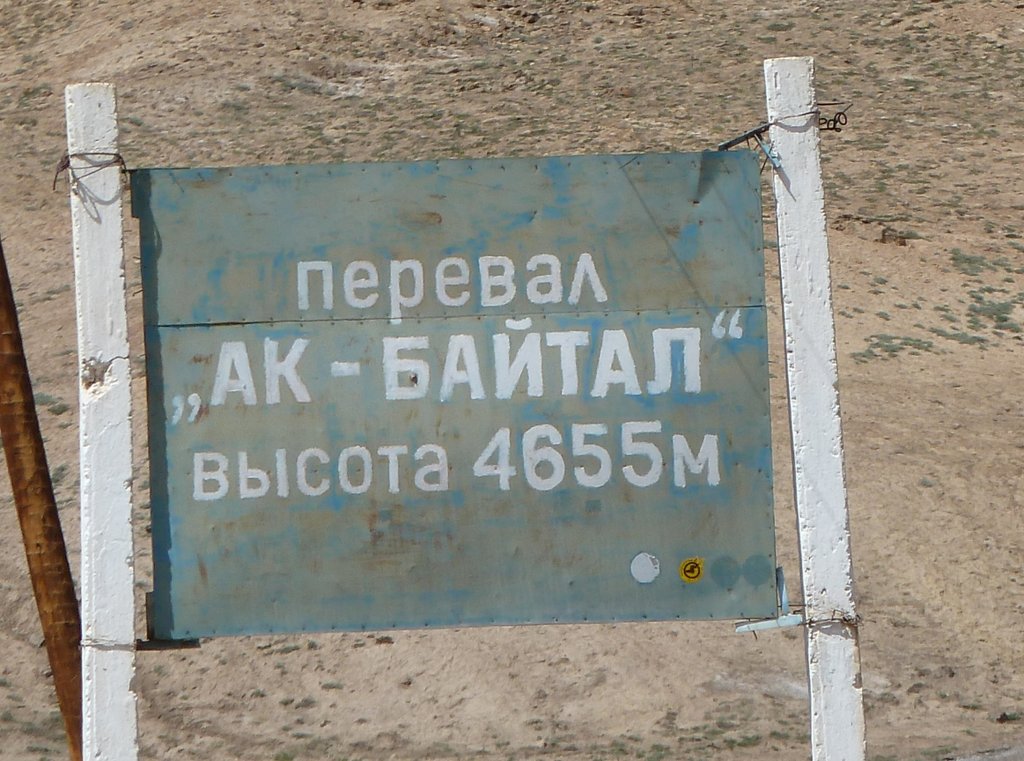 перевал
„АК - БАЙТАЛ“
высота 4655м